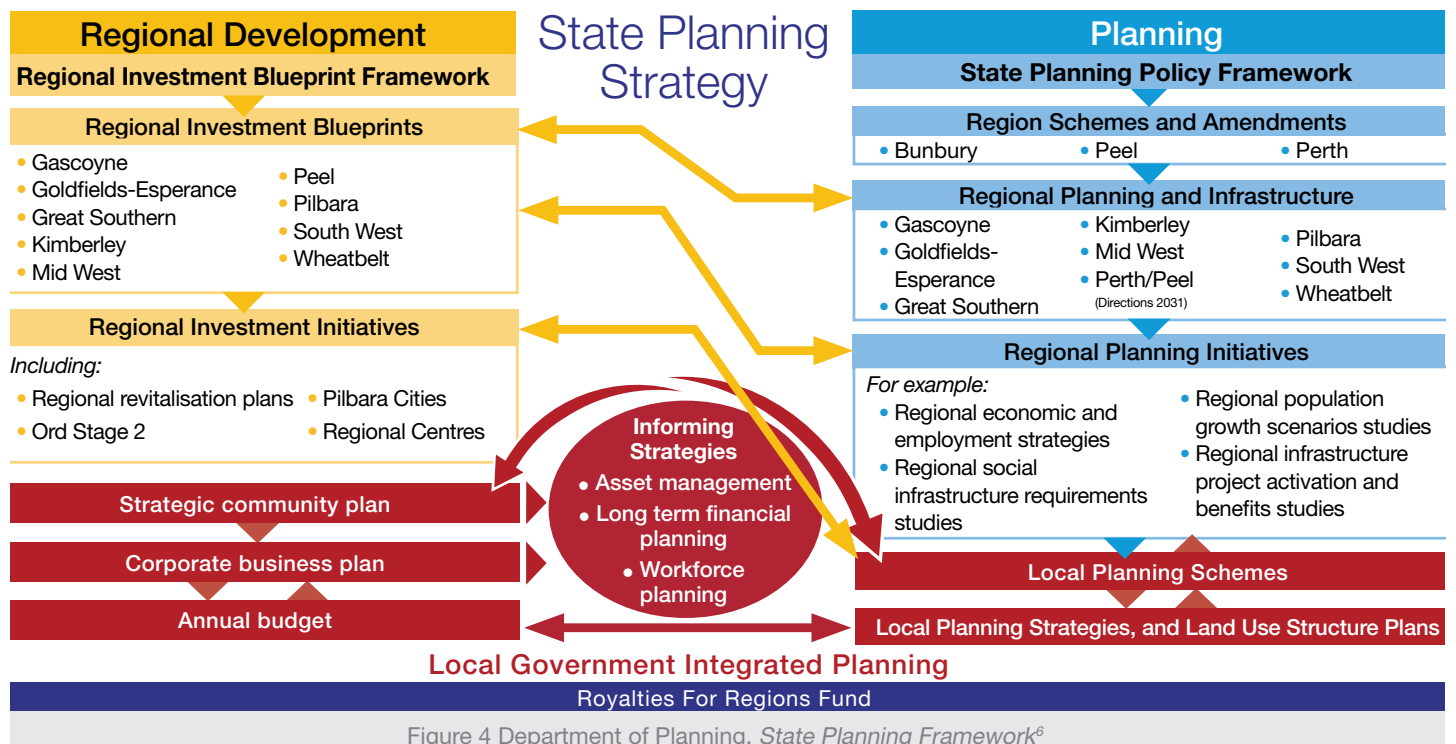 Regional Development
Regional Investment Blueprint Framework
Regional Investment Blueprints
• Gascoyne
• Goldfields-Esperance
• Great Southern
• Kimberley
• Mid West
• Peel
• Pilbara
• South West
• Wheatbelt
Regional Investment Initiatives
Including:
• Regional revitalisation plans
• Ord Stage 2
• Pilbara Cities
• Regional Centres
Strategic community plan
Corporate business plan
Annual budget
State Planning
Strategy
Informing
Strategies
• Asset management
• Long term financial
planning
• Workforce
planning
Planning
State Planning Policy Framework
Region Schemes and Amendments
• Bunbury
• Peel
• Perth
Regional Planning and Infrastructure
• Gascoyne
• Goldfields-
Esperance
• Great Southern
• Kimberley
• Mid West
• Perth/Peel
(Directions 2031)
• Pilbara
• South West
• Wheatbelt
Regional Planning Initiatives
For example:
• Regional economic and
employment strategies
• Regional social
infrastructure requirements
studies
• Regional population
growth scenarios studies
• Regional infrastructure
project activation and
benefits studies
Local Planning Schemes
Local Planning Strategies, and Land Use Structure Plans
Local Government Integrated Planning
Royalties For Regions Fund
Figure 4 Department of Planning, State Planning Framework⁶